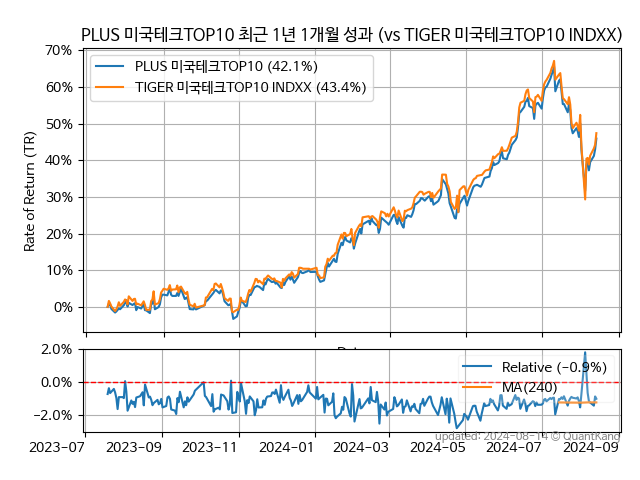 PLUS 미국테크TOP10 최근 1년 1개월 성과 (vs TIGER 미국테크TOP10 INDXX)
PLUS 미국테크TOP10 (42.1%)
TIGER 미국테크TOP10 INDXX (43.4%)
Rate of Return (TR)
70%
60%
50%
40%
30%
20%
10%
0%
2.0%
0.0%
−2.0%
Relative (−0.9%)
MA(240)
updated: 2024-08-14 © QuantKang
2023-07
2023-09
2023-11
2024-01
2024-03
2024-05
2024-07
2024-09